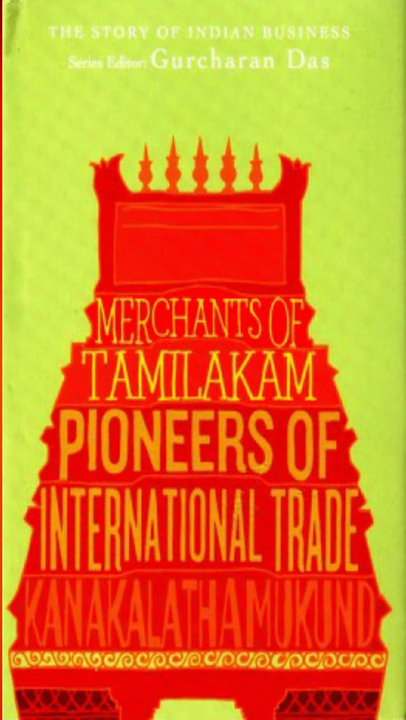 THE STORY OF INDIAN BUSINESS
Series Editor: Gurcharan Das
MERCHANTS OF
TAMILAKAM
PIONEERS OF
INTERNATIONAL TRADE
KANAKALATHA MUKUND